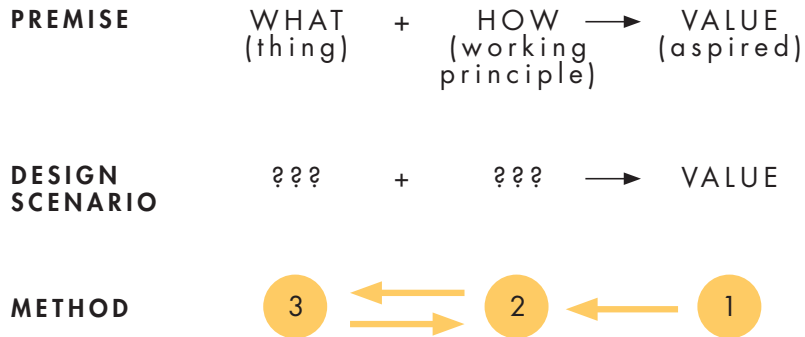 PREMISE WHAT + HOW → VALUE
(thing) (working (aspired)
principle)
DESIGN ??? + ??? → VALUE
SCENARIO
METHOD 3 2 1